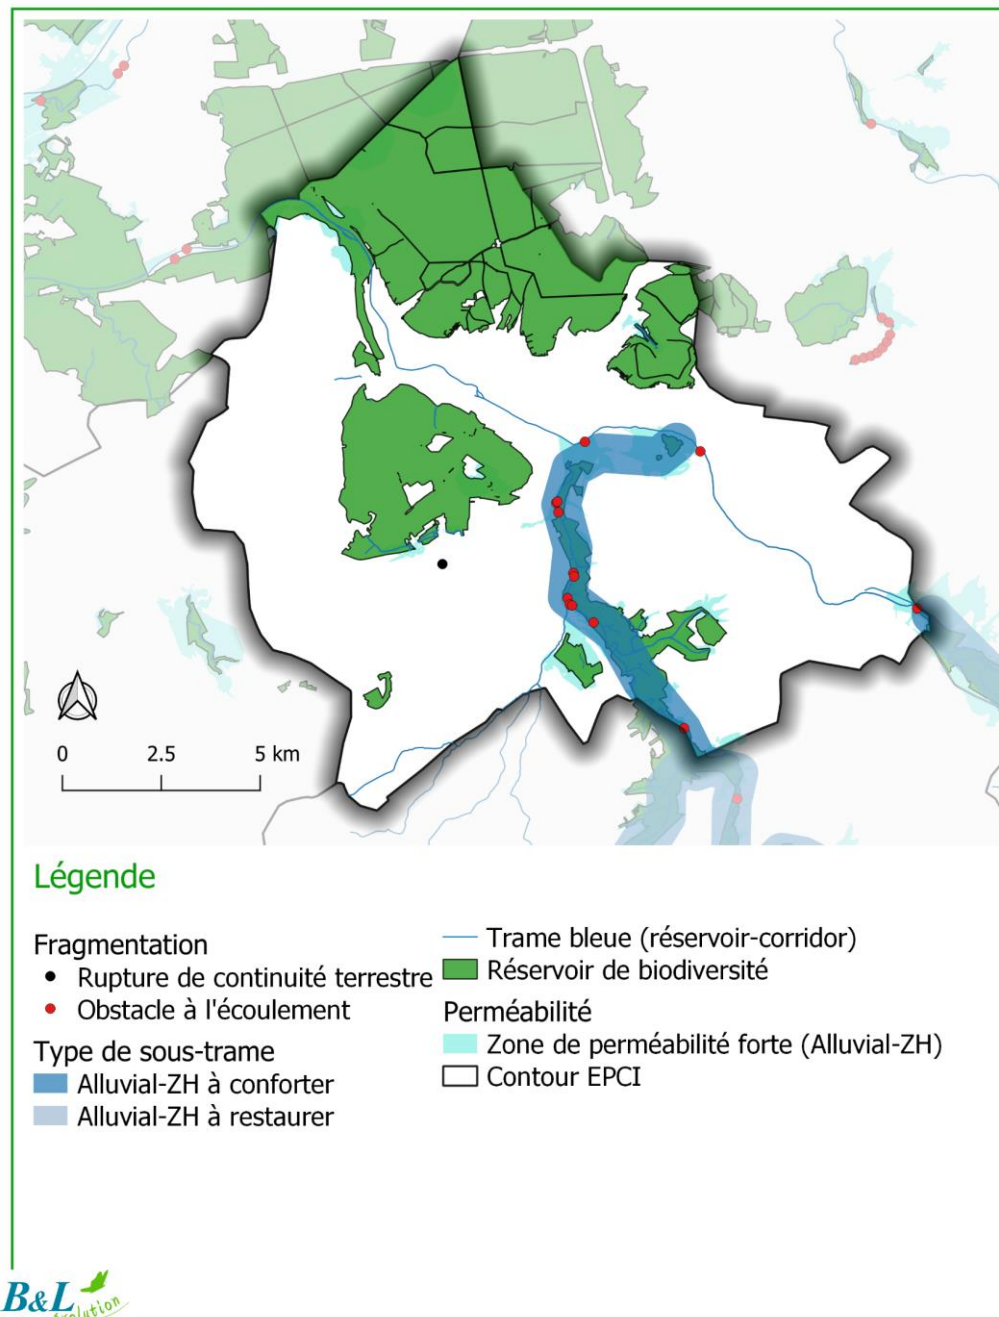 0 2.5 5 km
Légende
Fragmentation
Rupture de continuité terrestre
Obstacle à l'écoulement
Type de sous-trame
Alluvial-ZH à conforter
Alluvial-ZH à restaurer
Trame bleue (réservoir-corridor)
Réservoir de biodiversité
Perméabilité
Zone de perméabilité forte (Alluvial-ZH)
Contour EPCI
B&L
évolution